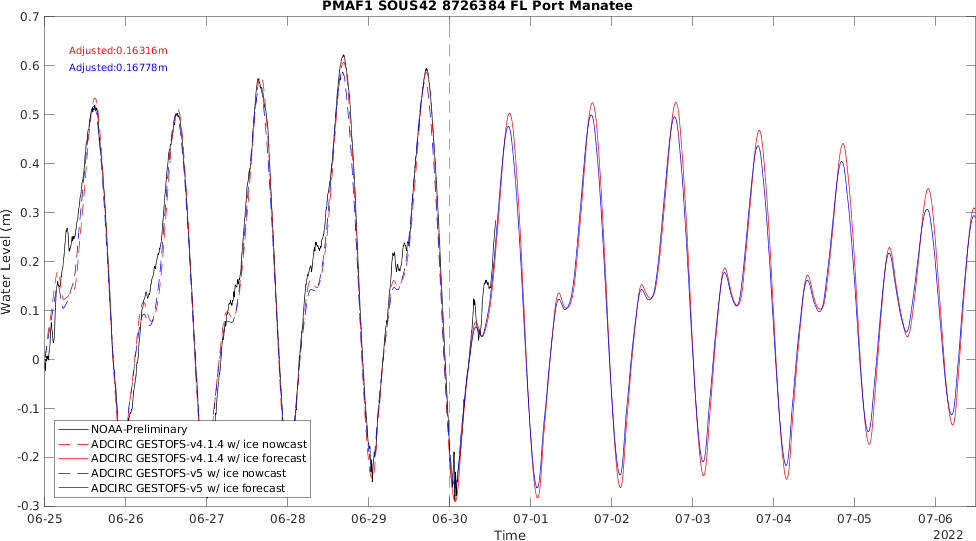 PMAF1 SOUS42 8726384 FL Port Manatee
0.7
0.6
0.5
0.4
0.3
0.2
0.1
0
-0.1
-0.2
-0.3
Water Level (m)
Adjusted:0.16316m
Adjusted:0.16778m
NOAA-Preliminary
ADCIRC GESTOFS-v4.1.4 w/ ice nowcast
ADCIRC GESTOFS-v4.1.4 w/ ice forecast
ADCIRC GESTOFS-v5 w/ ice nowcast
ADCIRC GESTOFS-v5 w/ ice forecast
06-25 06-26 06-27 06-28 06-29 06-30 07-01 07-02 07-03 07-04 07-05 07-06
Time
2022